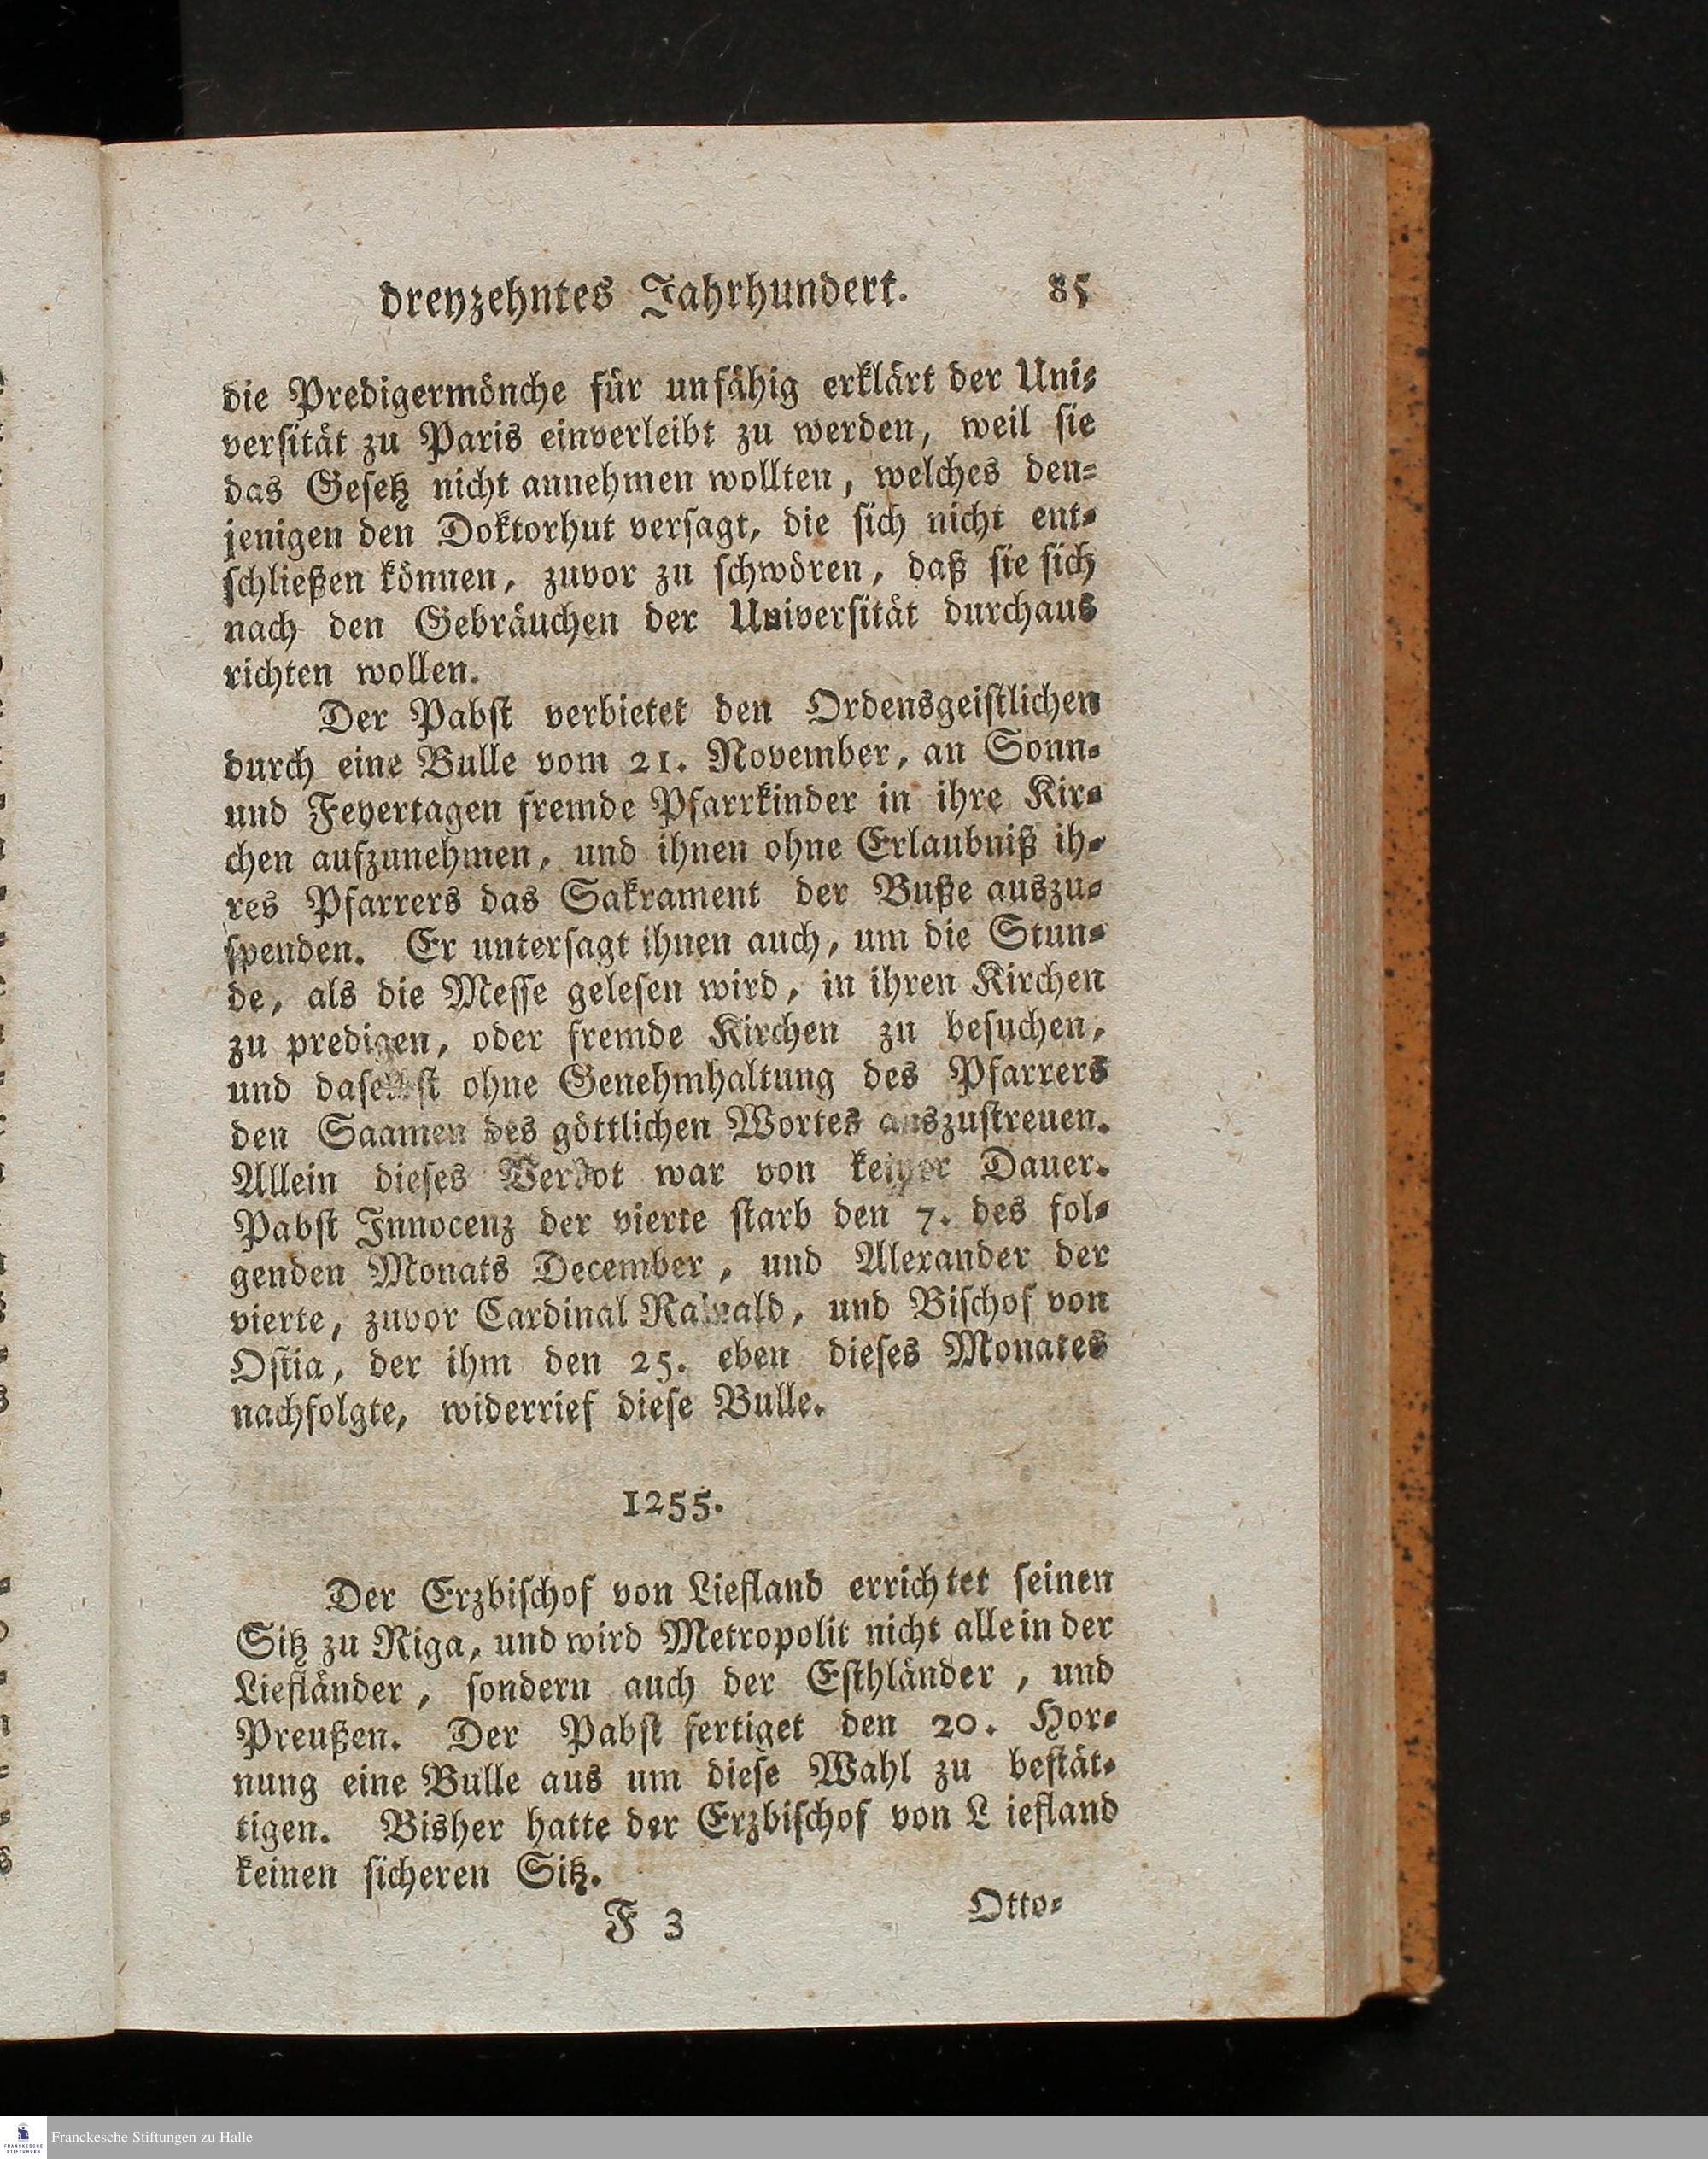 dreyzehntes Jahrhundert. 85
die Predigermönche für unfähig erklärt der Uni-
versität zu Paris einverleibt zu werden, weil sie
das Gesetz nicht annehmen wollten, welches den-
jenigen den Doktorhut versagt, die sich nicht ent-
schließen können, zuvor zu schwören, daß sie sich
nach den Gebräuchen der Universität durchaus
richten wollen.
Der Pabst verbietet den Ordensgeistlichen
durch eine Bulle vom 21. November, an Sonn-
und Feyertagen fremde Pfarrkinder in ihre Kir-
chen aufzunehmen, und ihnen ohne Erlaubniß ih-
res Pfarrers das Sakrament der Buße auszu-
spenden. Er untersagt ihnen auch, um die Stun-
de, als die Messe gelesen wird, in ihren Kirchen
zu predigen, oder fremde Kirchen zu besuchen,
und daselbst ohne Genehmhaltung des Pfarrers
den Saamen des göttlichen Wortes auszustreuen.
Allein dieses Verbot war von keiner Dauer.
Pabst Innocenz der vierte starb den 7. des fol-
genden Monats December, und Alexander der
vierte, zuvor Cardinal Rainald, und Bischof von
Ostia, der ihm den 25. eben dieses Monates
nachfolgte, widerrief diese Bulle.
1255.
Der Erzbischof von Liefland errichtet seinen
Sitz zu Riga, und wird Metropolit nicht allein der
Liefländer, sondern auch der Esthländer, und
Preußen. Der Pabst fertiget den 20. Hor-
nung eine Bulle aus um diese Wahl zu bestät-
tigen. Bisher hatte der Erzbischof von Liefland
keinen sicheren Sitz.
F 3 Otto-
Franckesche Stiftungen zu Halle